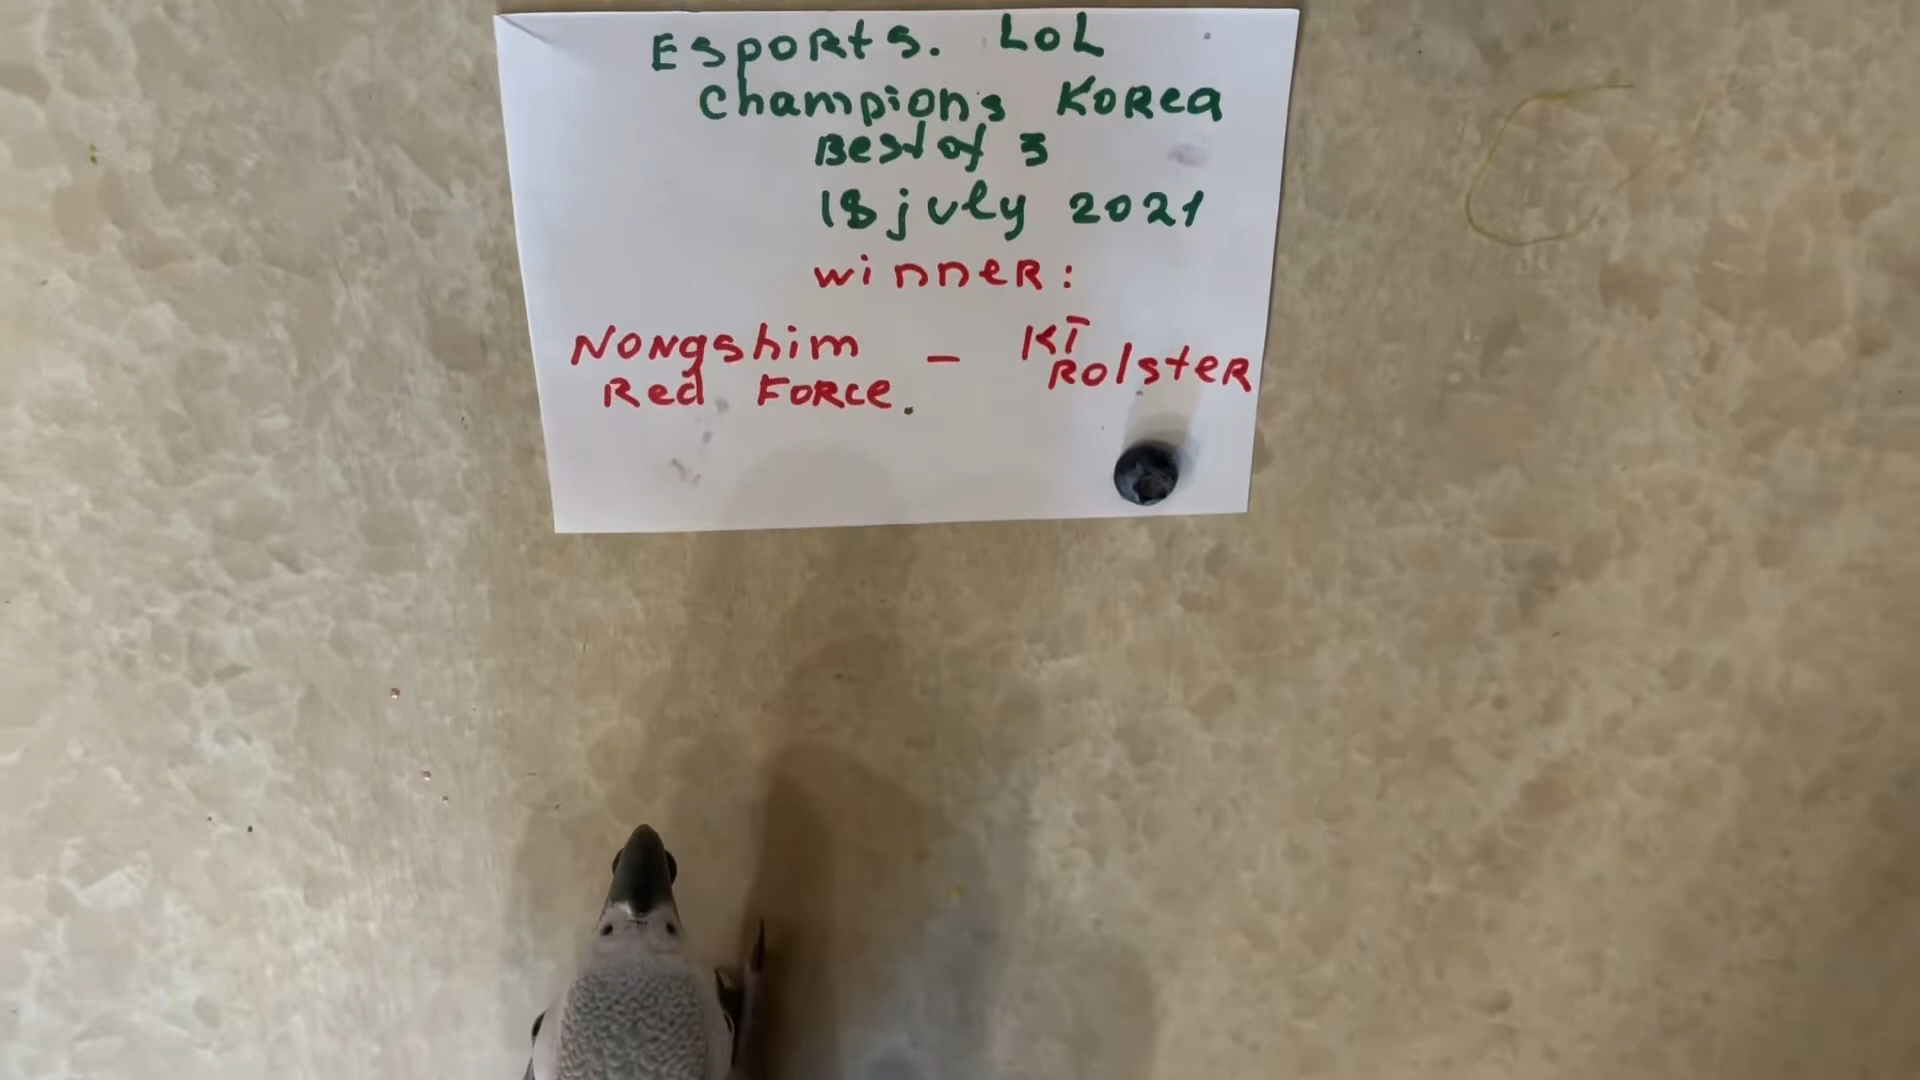 Esports. LoL
Champions Korea
Best of 3
18 july 2021
winner:
Nongshim - KT
Red Force. Rolster